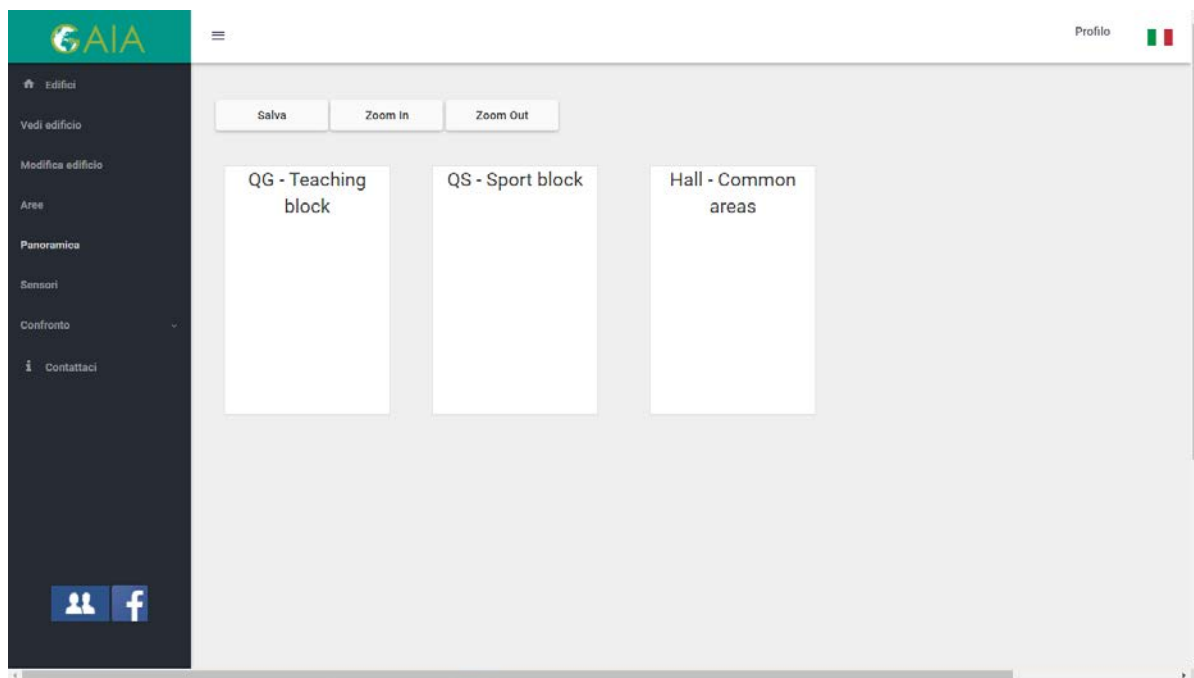 GAIA
Profilo
Edifici
Vedi edificio
Modifica edificio
Aree
Panoramica
Sensori
Confronto
Contattaci
Salva
Zoom In
Zoom Out
QG - Teaching
block
QS - Sport block
Hall - Common
areas